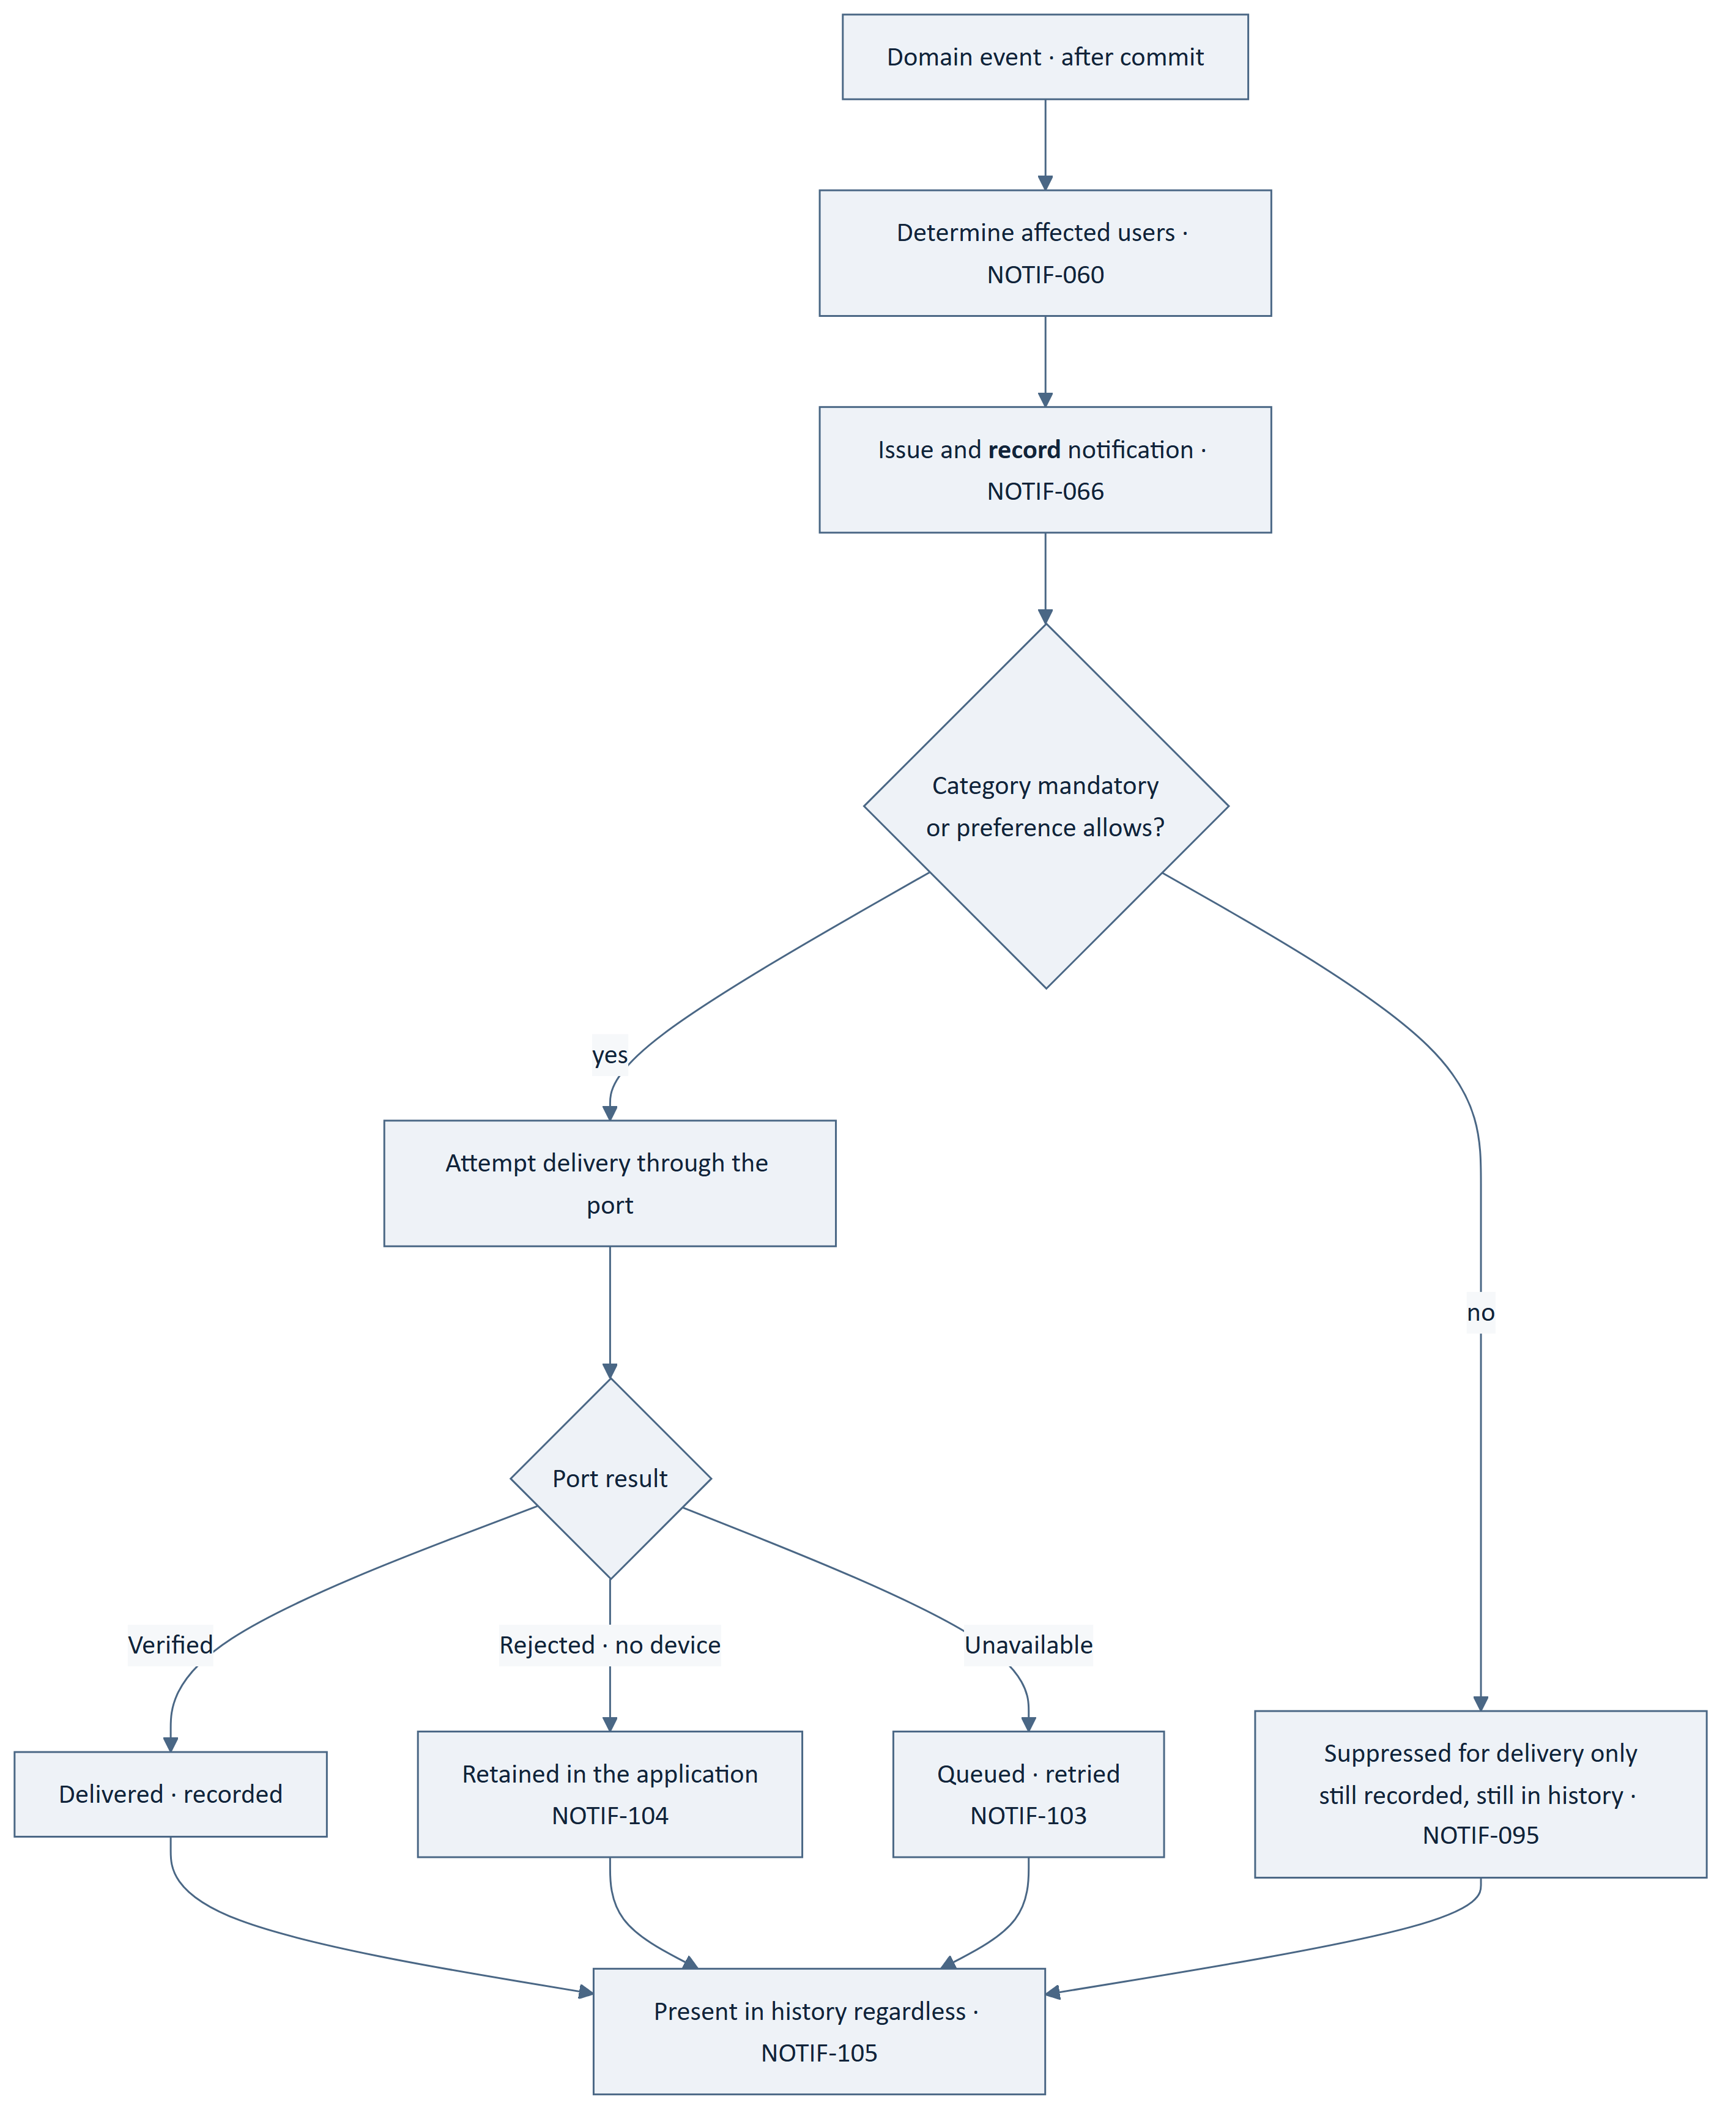 Domain event · after commit
Determine affected users ·
NOTIF-060
Issue and record notification ·
NOTIF-066
Category mandatory
or preference allows?
yes
Attempt delivery through the
port
no
Port result
Verified
Rejected · no device
Unavailable
Delivered · recorded
Retained in the application
NOTIF-104
Queued · retried
NOTIF-103
Suppressed for delivery only
still recorded, still in history ·
NOTIF-095
Present in history regardless ·
NOTIF-105